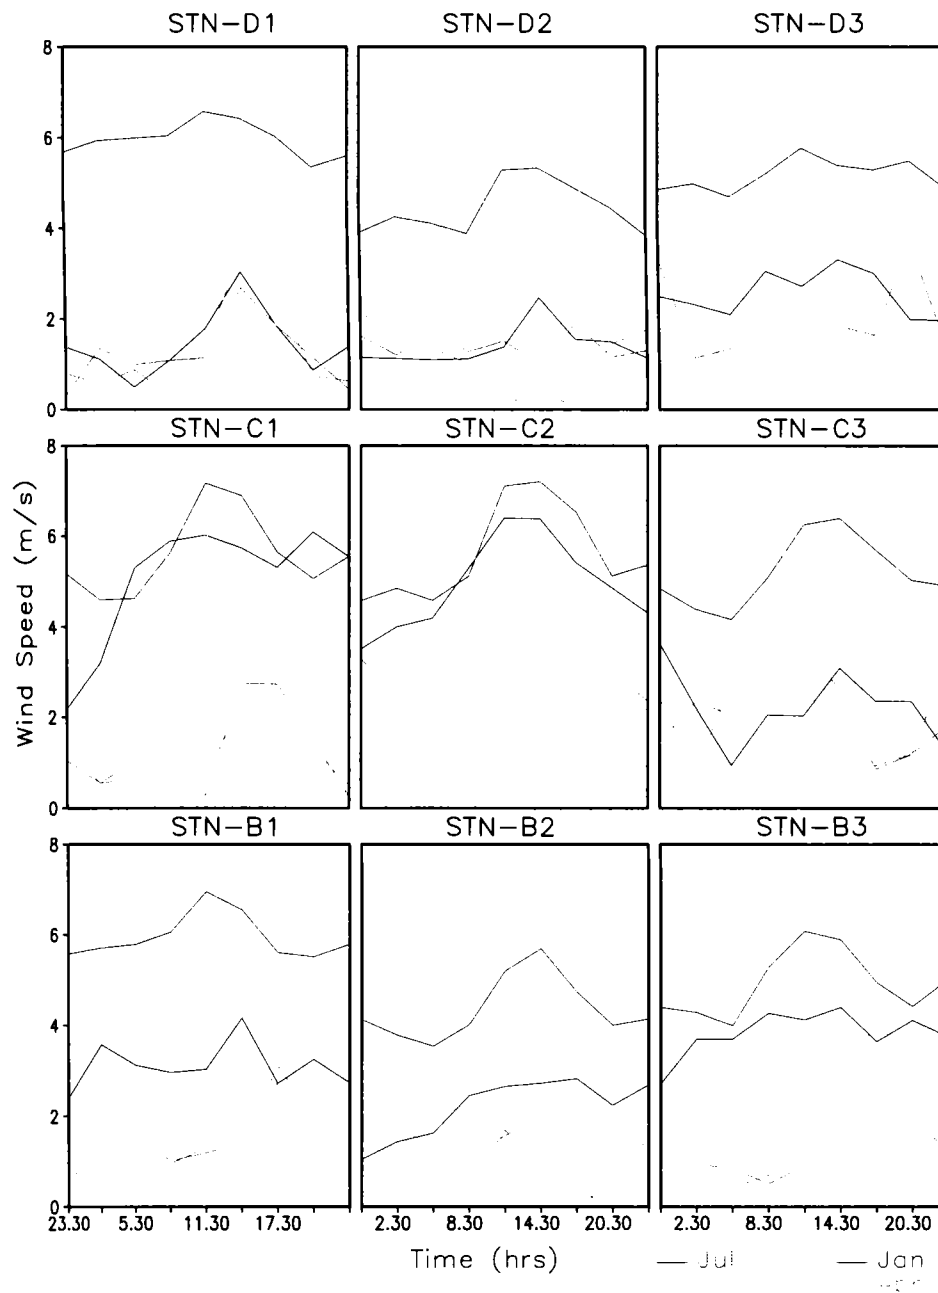 STN-D1 STN-D2 STN-D3
8
6
4
2
0
STN-C1 STN-C2 STN-C3
8
6
4
2
0
Wind Speed (m/s)
STN-B1 STN-B2 STN-B3
8
6
4
2
0
23.30 5.30 11.30 17.30 2.30 8.30 14.30 20.30 2.30 8.30 14.30 20.30
Time (hrs)
Jul Jan